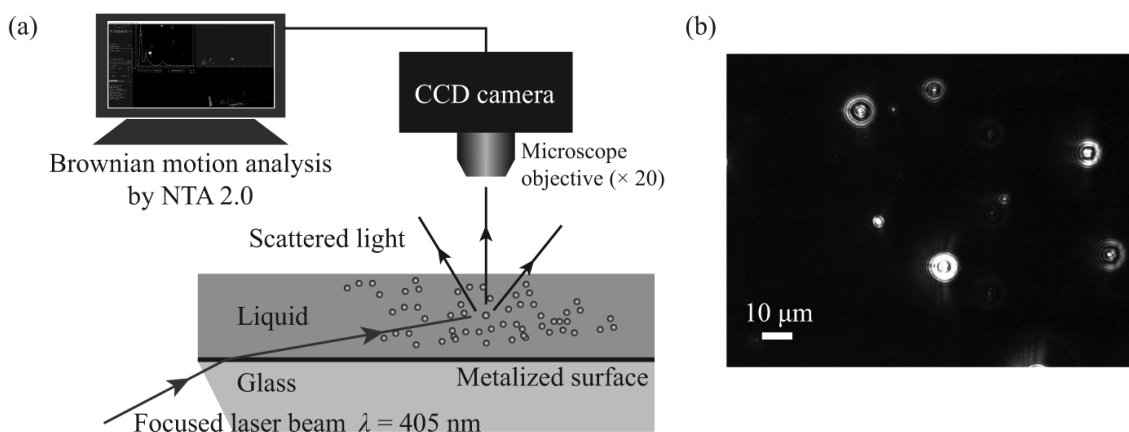 (a)
CCD camera
Microscope
objective (× 20)
Brownian motion analysis
by NTA 2.0
Scattered light
Liquid
Glass
Metalized surface
Focused laser beam λ = 405 nm
(b)
10 μm